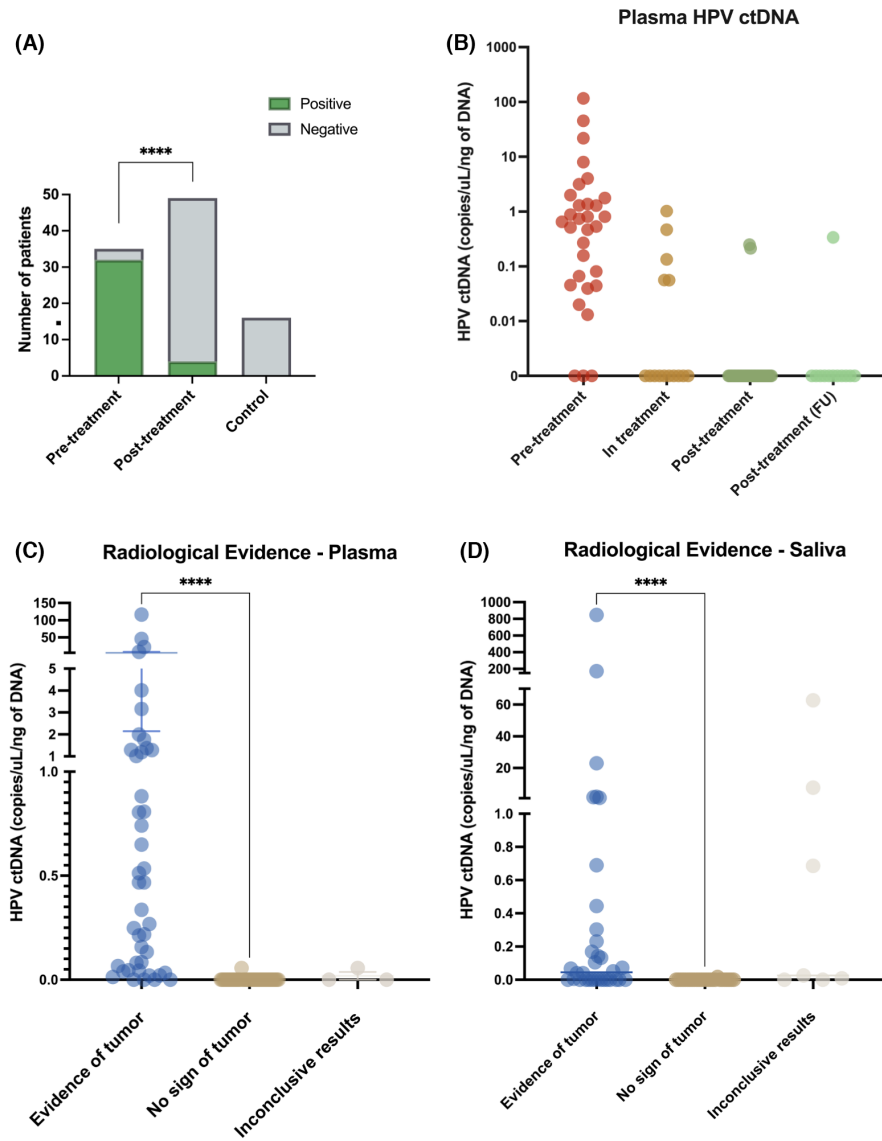 (A)
Positive
Negative
****
Number of patients
50
40
30
20
10
0
Pre-treatment
Post-treatment
Control
(B)
Plasma HPV ctDNA
HPV ctDNA (copies/uL/ng of DNA)
1000
100
10
1
0.1
0.01
0
Pre-treatment
In treatment
Post-treatment
Post-treatment (FU)
(C)
Radiological Evidence - Plasma
****
HPV ctDNA (copies/uL/ng of DNA)
150
100
50
5
4
3
2
1
1.0
0.5
0.0
Evidence of tumor
No sign of tumor
Inconclusive results
(D)
Radiological Evidence - Saliva
****
HPV ctDNA (copies/uL/ng of DNA)
1000
800
600
400
200
60
40
20
1.0
0.8
0.6
0.4
0.2
0.0
Evidence of tumor
No sign of tumor
Inconclusive results